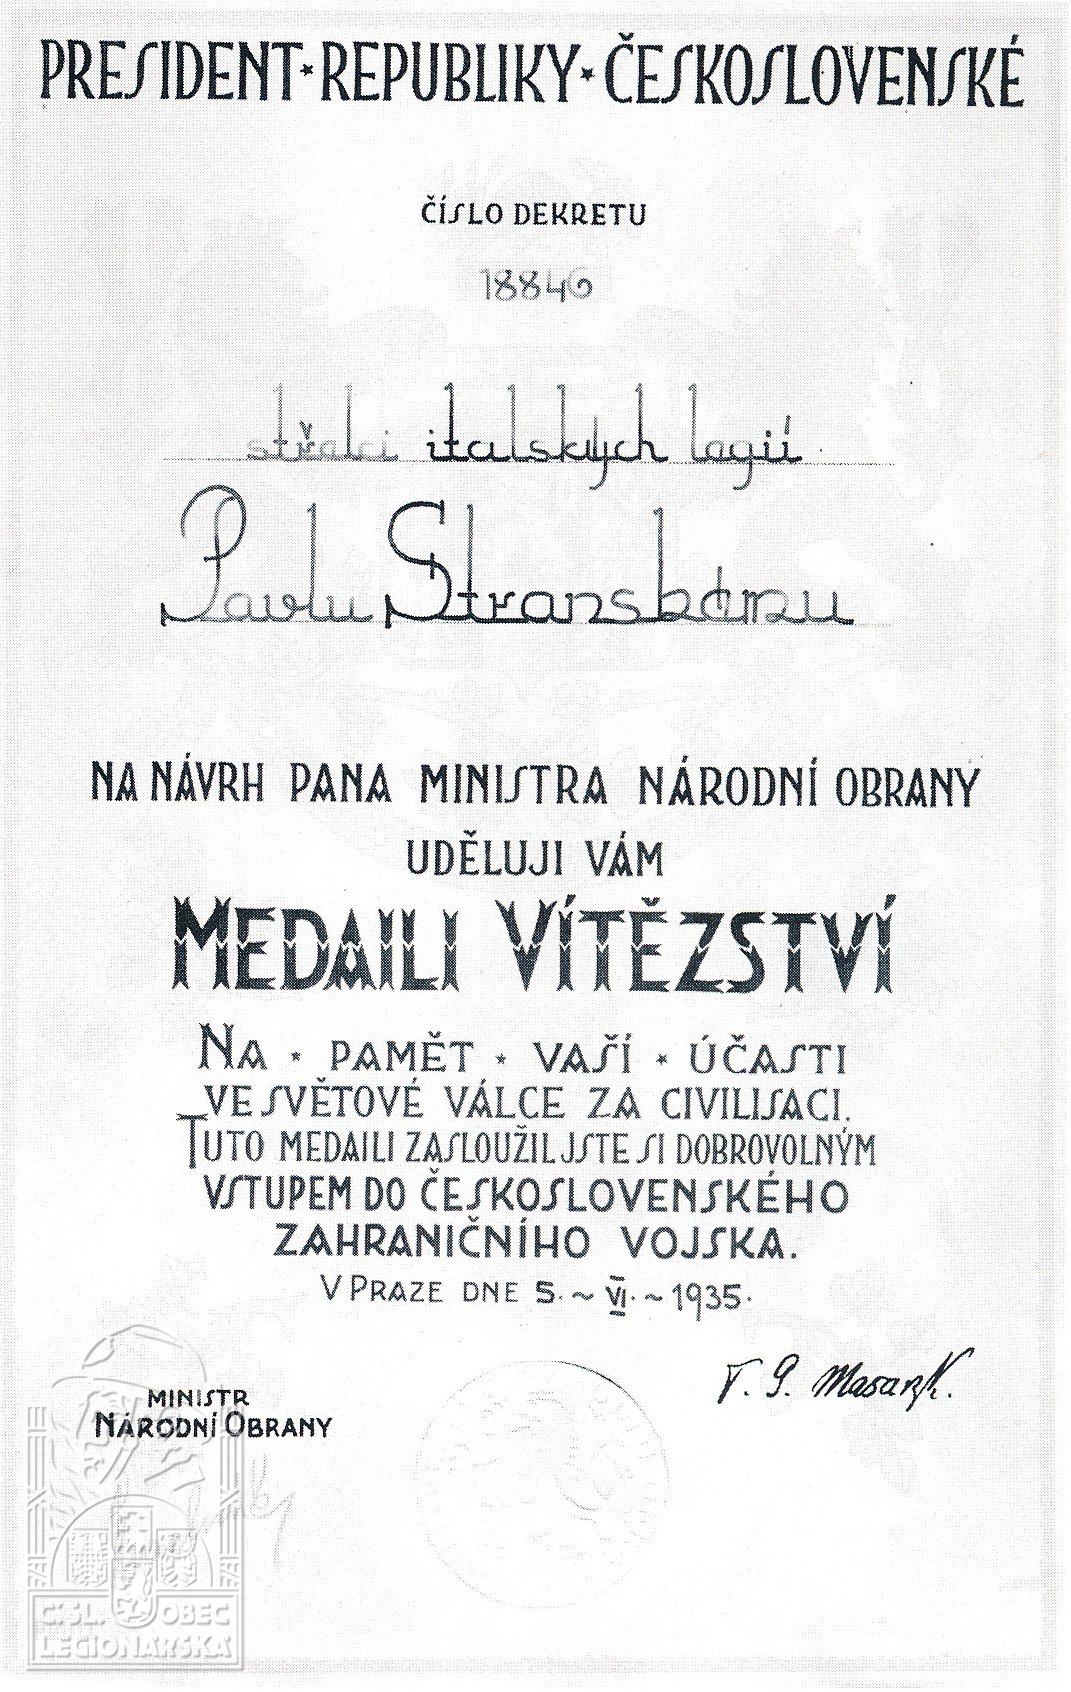 PRESIDENT ⋆ REPUBLIKY ⋆ ČESKOSLOVENSKÉ
ČÍSLO DEKRETU
18846
střelci italských legií
Pavlu Stranskému
NA NÁVRH PANA MINISTRA NÁRODNÍ OBRANY
UDĚLUJI VÁM
MEDAILI VÍTĚZSTVÍ
NA ⋆ PAMĚT ⋆ VAŠÍ ⋆ ÚČASTI
VE SVĚTOVÉ VÁLCE ZA CIVILISACI.
TUTO MEDAILI ZASLOUŽIL JSTE SI DOBROVOLNÝM
VSTUPEM DO ČESKOSLOVENSKÉHO
ZAHRANIČNÍHO VOJSKA.
V PRAZE DNE 5. ~ VI. ~ 1935.
T. G. Masaryk.
MINISTR
NÁRODNÍ OBRANY
ČSL. OBEC
LEGIONÁŘSKÁ